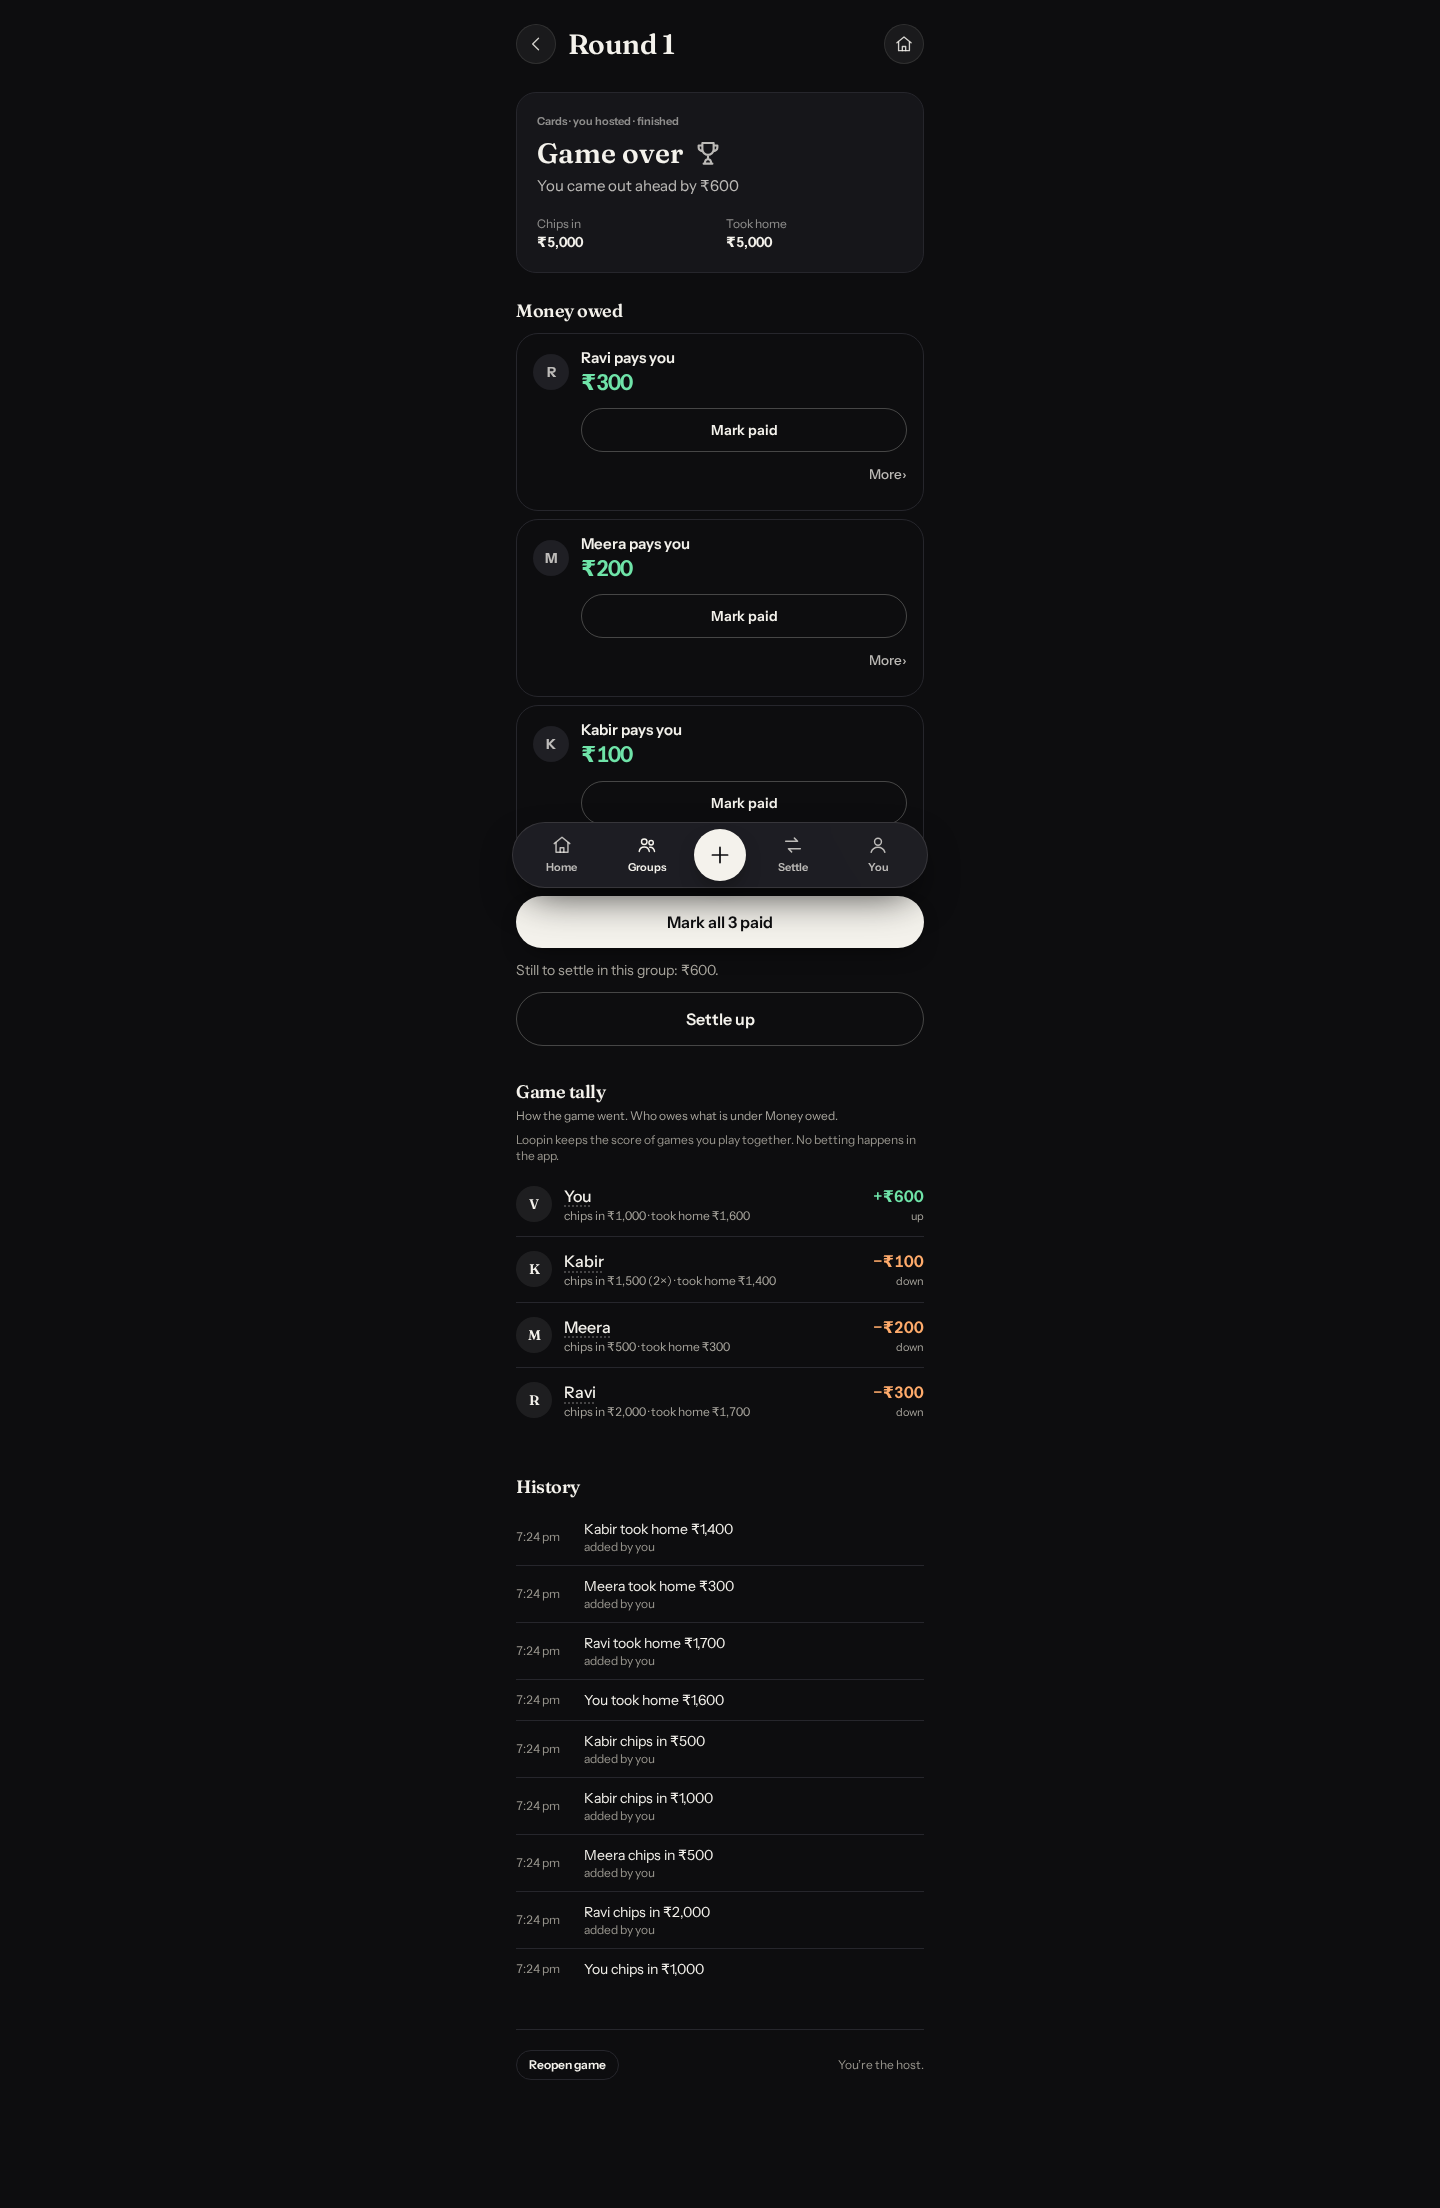 Round 1
Cards · you hosted · finished
Game over
You came out ahead by ₹600
Chips in
Took home
₹5,000
₹5,000
Money owed
R
Ravi pays you
₹300
Mark paid
More›
M
Meera pays you
₹200
Mark paid
More›
K
Kabir pays you
₹100
Mark paid
Home
Groups
Settle
You
Mark all 3 paid
Still to settle in this group: ₹600.
Settle up
Game tally
How the game went. Who owes what is under Money owed.
Loopin keeps the score of games you play together. No betting happens in
the app.
V
You
+₹600
chips in ₹1,000 · took home ₹1,600
up
K
Kabir
−₹100
chips in ₹1,500 (2×) · took home ₹1,400
down
M
Meera
−₹200
chips in ₹500 · took home ₹300
down
R
Ravi
−₹300
chips in ₹2,000 · took home ₹1,700
down
History
7:24 pm
Kabir took home ₹1,400
added by you
7:24 pm
Meera took home ₹300
added by you
7:24 pm
Ravi took home ₹1,700
added by you
7:24 pm
You took home ₹1,600
7:24 pm
Kabir chips in ₹500
added by you
7:24 pm
Kabir chips in ₹1,000
added by you
7:24 pm
Meera chips in ₹500
added by you
7:24 pm
Ravi chips in ₹2,000
added by you
7:24 pm
You chips in ₹1,000
Reopen game
You're the host.